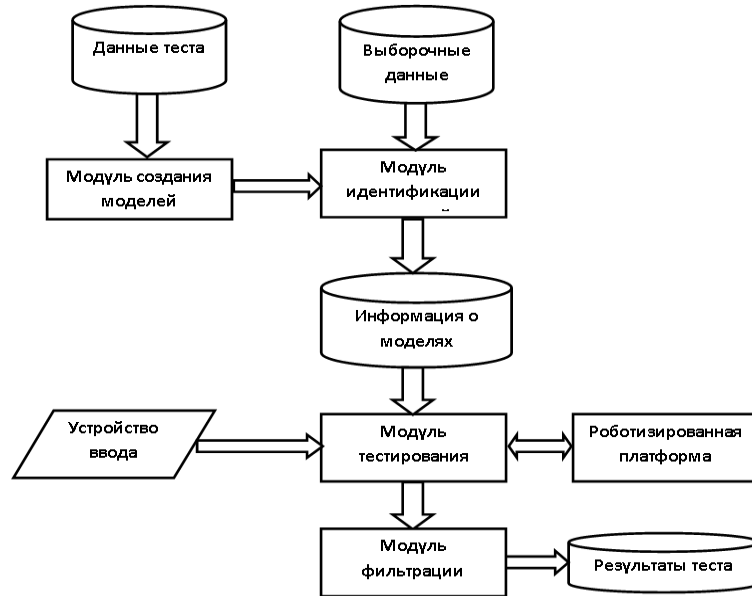 Данные теста
Выборочные
данные
Модуль создания
моделей
Модуль
идентификации
Информация о
моделях
Устройство
ввода
Модуль
тестирования
Роботизированная
платформа
Модуль
фильтрации
Результаты теста